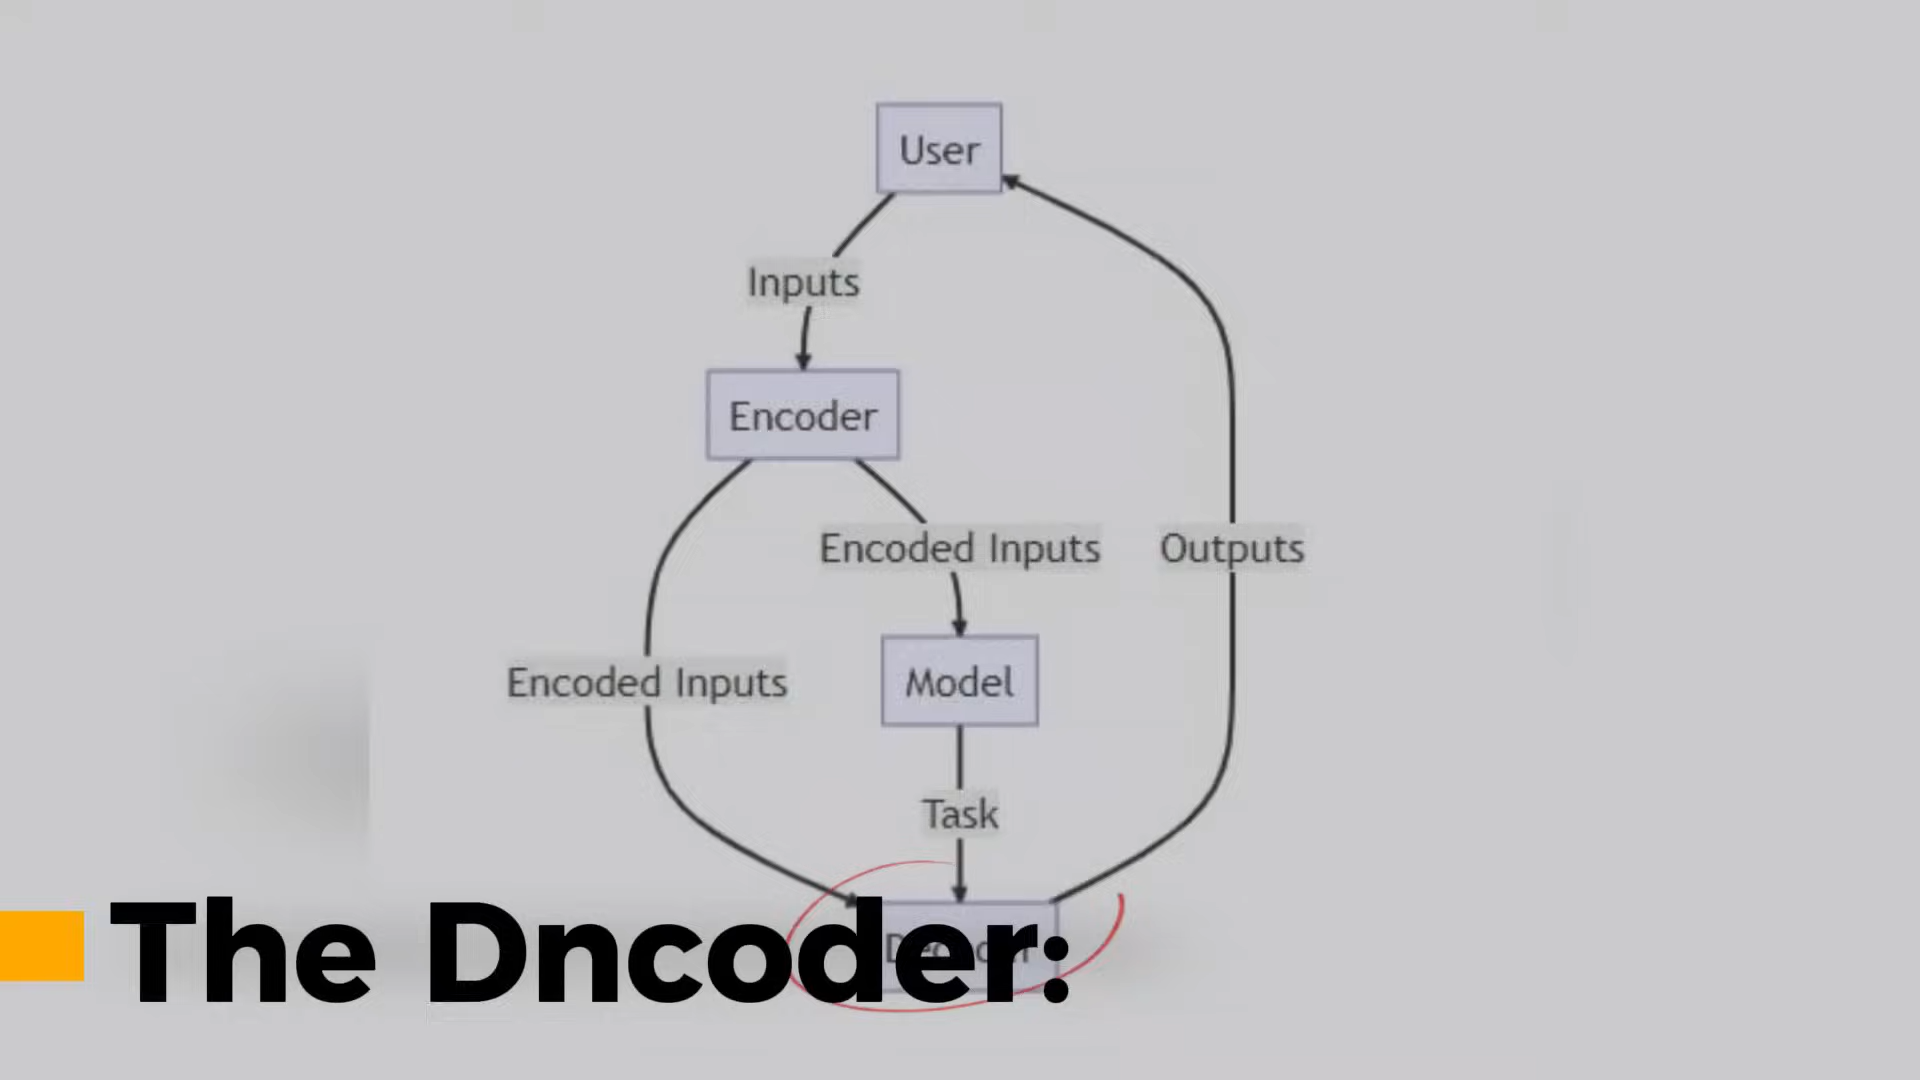 User
Inputs
Encoder
Encoded Inputs
Outputs
Encoded Inputs
Model
Task
The Dncoder: